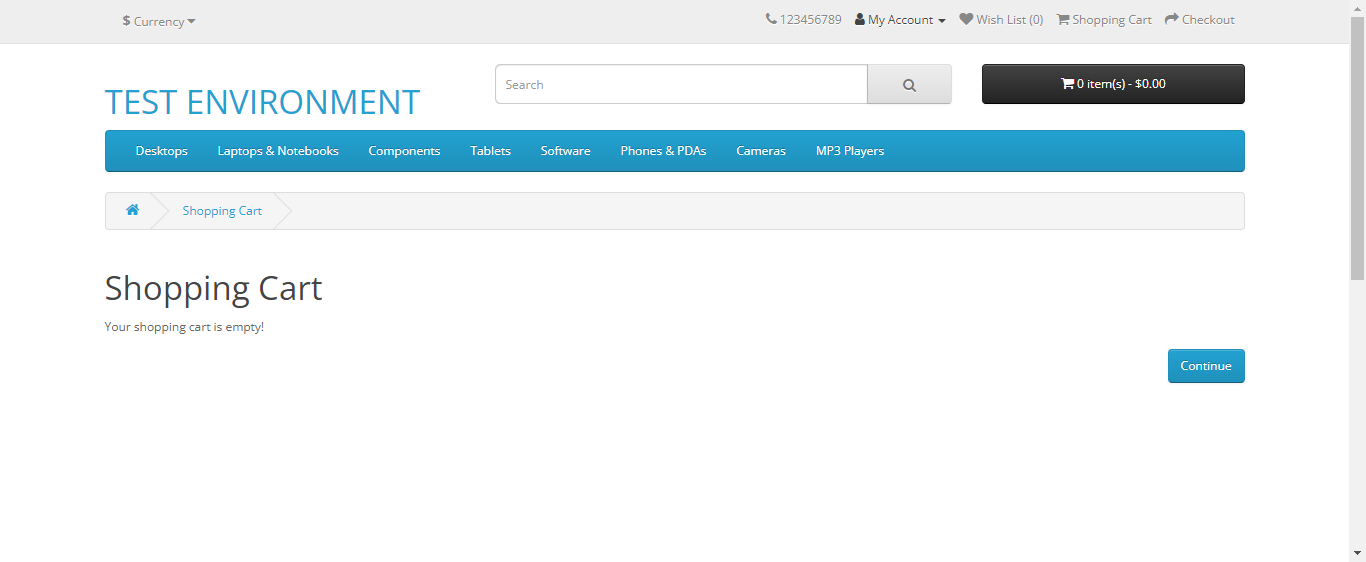 $ Currency
123456789 My Account Wish List (0) Shopping Cart Checkout
TEST ENVIRONMENT
Search
0 item(s) - $0.00
Desktops Laptops & Notebooks Components Tablets Software Phones & PDAs Cameras MP3 Players
Shopping Cart
Shopping Cart
Your shopping cart is empty!
Continue